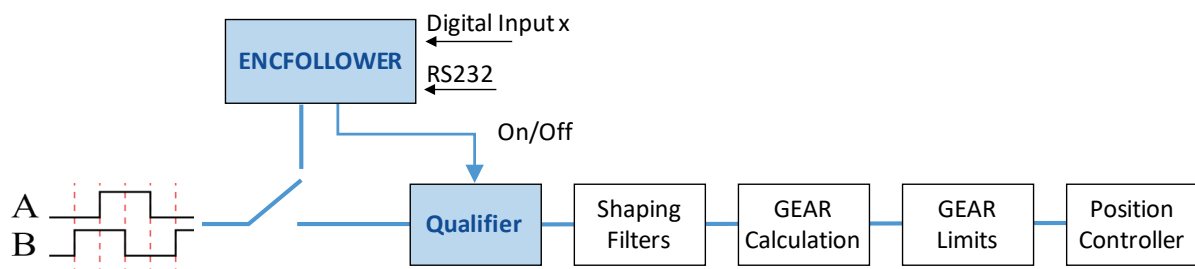 Digital Input x
ENCFOLLOWER
RS232
On/Off
A
B
Qualifier
Shaping
Filters
GEAR
Calculation
GEAR
Limits
Position
Controller